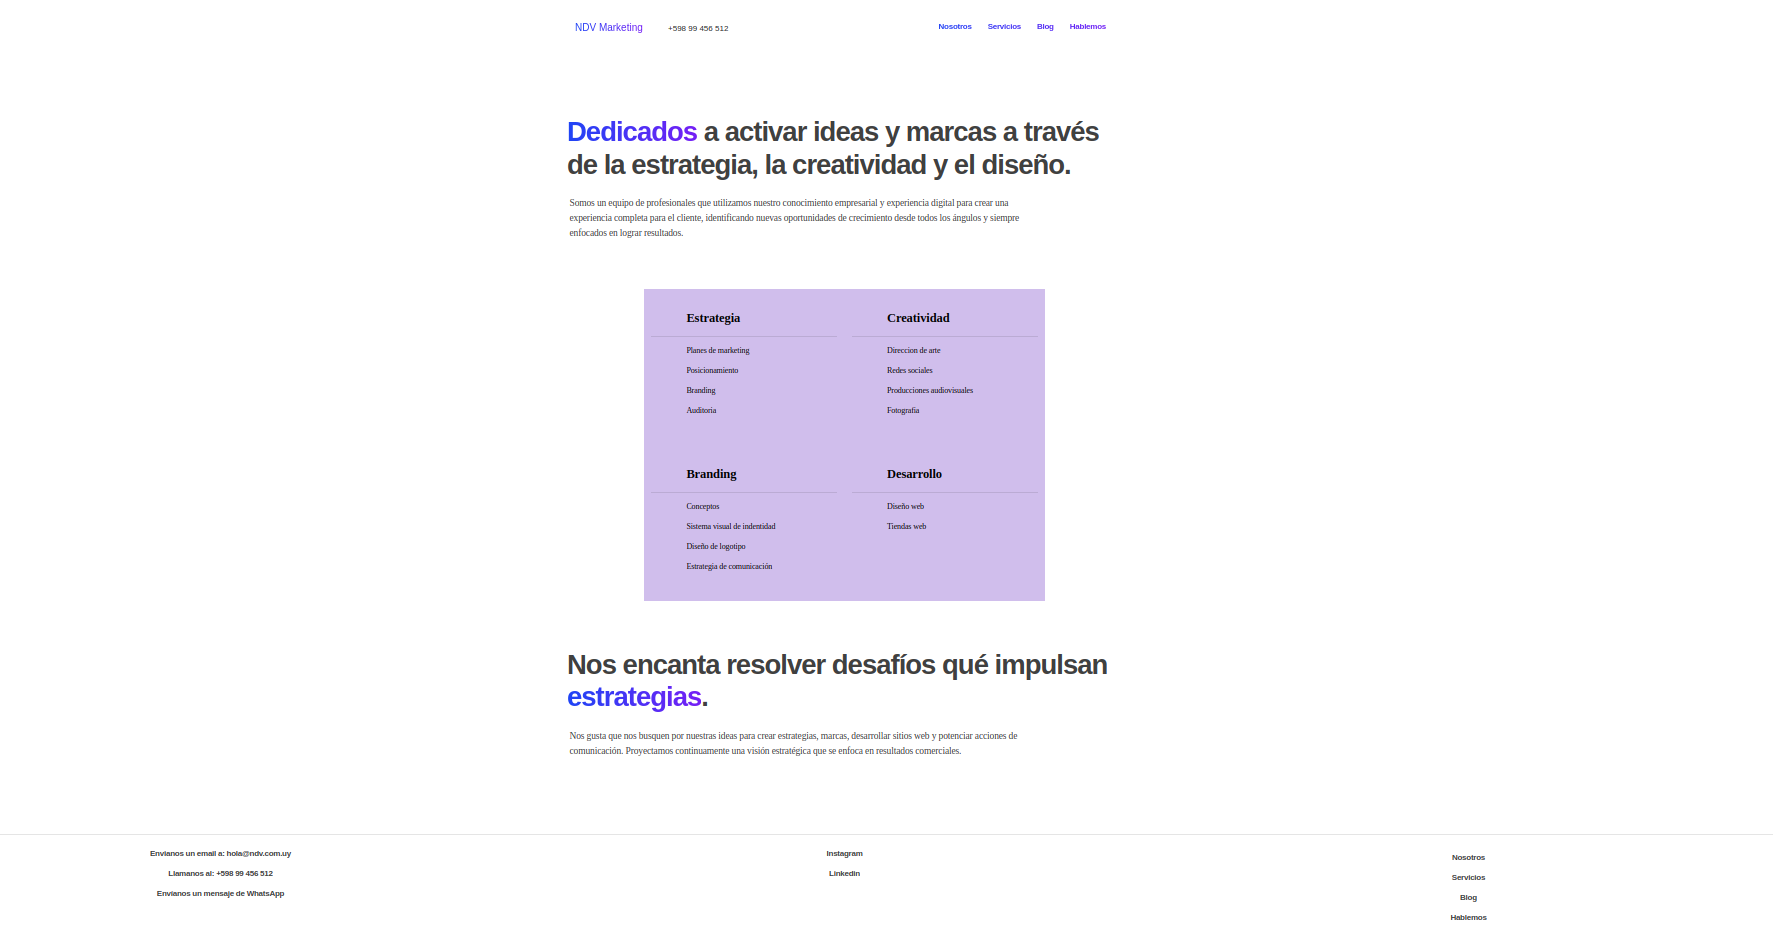 NDV Marketing +598 99 456 512 Nosotros Servicios Blog Hablemos
Dedicados a activar ideas y marcas a través
de la estrategia, la creatividad y el diseño.
Somos un equipo de profesionales que utilizamos nuestro conocimiento empresarial y experiencia digital para crear una
experiencia completa para el cliente, identificando nuevas oportunidades de crecimiento desde todos los ángulos y siempre
enfocados en lograr resultados.
Estrategia
Planes de marketing
Posicionamiento
Branding
Auditoria
Creatividad
Direccion de arte
Redes sociales
Producciones audiovisuales
Fotografia
Branding
Conceptos
Sistema visual de indentidad
Diseño de logotipo
Estrategia de comunicación
Desarrollo
Diseño web
Tiendas web
Nos encanta resolver desafíos qué impulsan
estrategias.
Nos gusta que nos busquen por nuestras ideas para crear estrategias, marcas, desarrollar sitios web y potenciar acciones de
comunicación. Proyectamos continuamente una visión estratégica que se enfoca en resultados comerciales.
Envianos un email a: hola@ndv.com.uy
Llamanos al: +598 99 456 512
Envianos un mensaje de WhatsApp
Instagram
Linkedin
Nosotros
Servicios
Blog
Hablemos